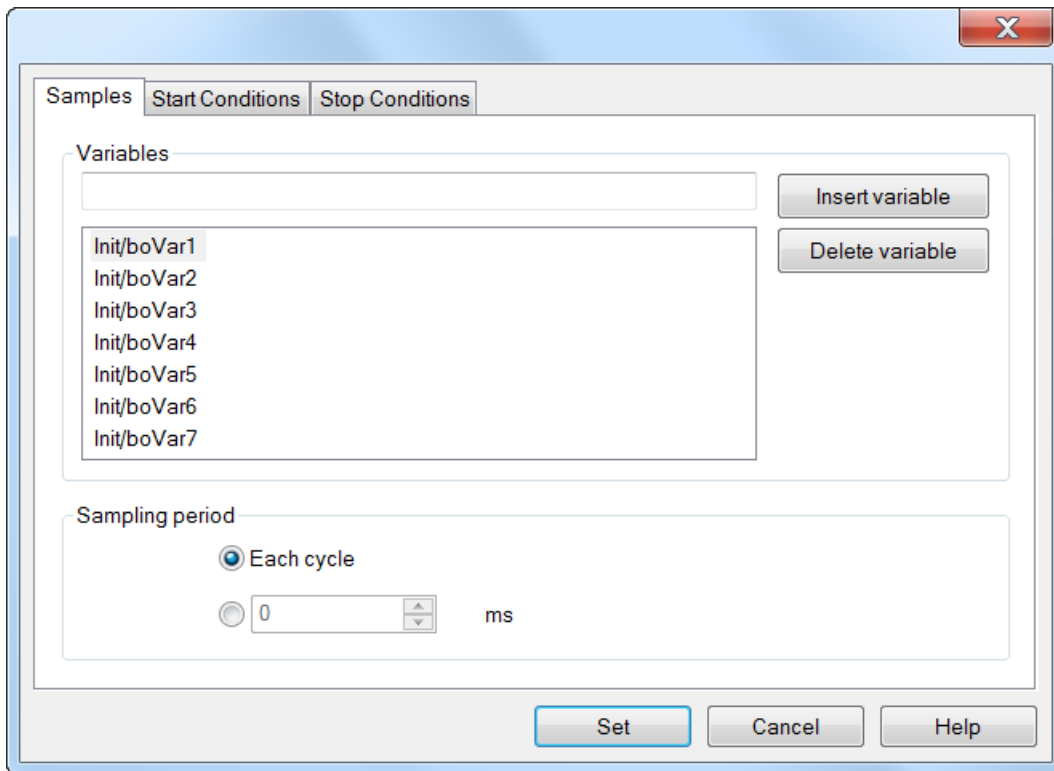 Samples
Start Conditions
Stop Conditions
Variables
Insert variable
Delete variable
Init/boVar1
Init/boVar2
Init/boVar3
Init/boVar4
Init/boVar5
Init/boVar6
Init/boVar7
Sampling period
Each cycle
0 ms
Set
Cancel
Help